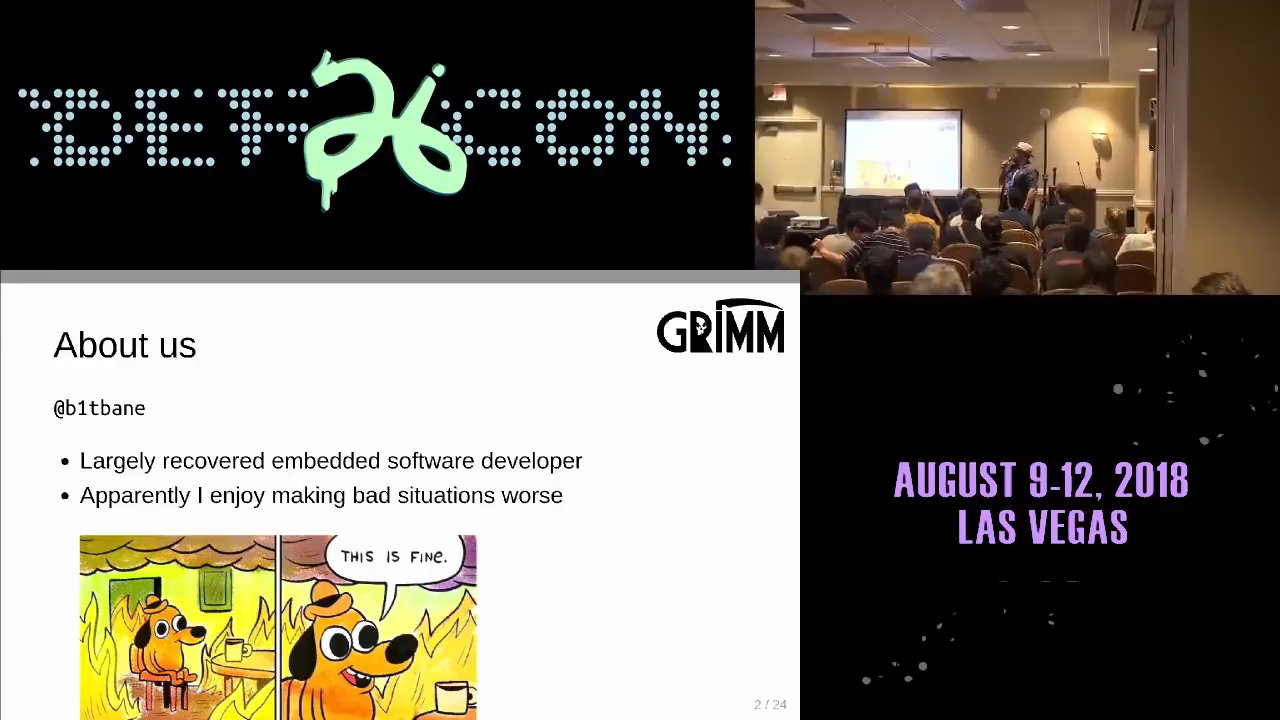 DEF 26 CON.
GRIMM
About us
@b1tbane
• Largely recovered embedded software developer
• Apparently I enjoy making bad situations worse
THIS IS FINE.
2 / 24
AUGUST 9-12, 2018
LAS VEGAS